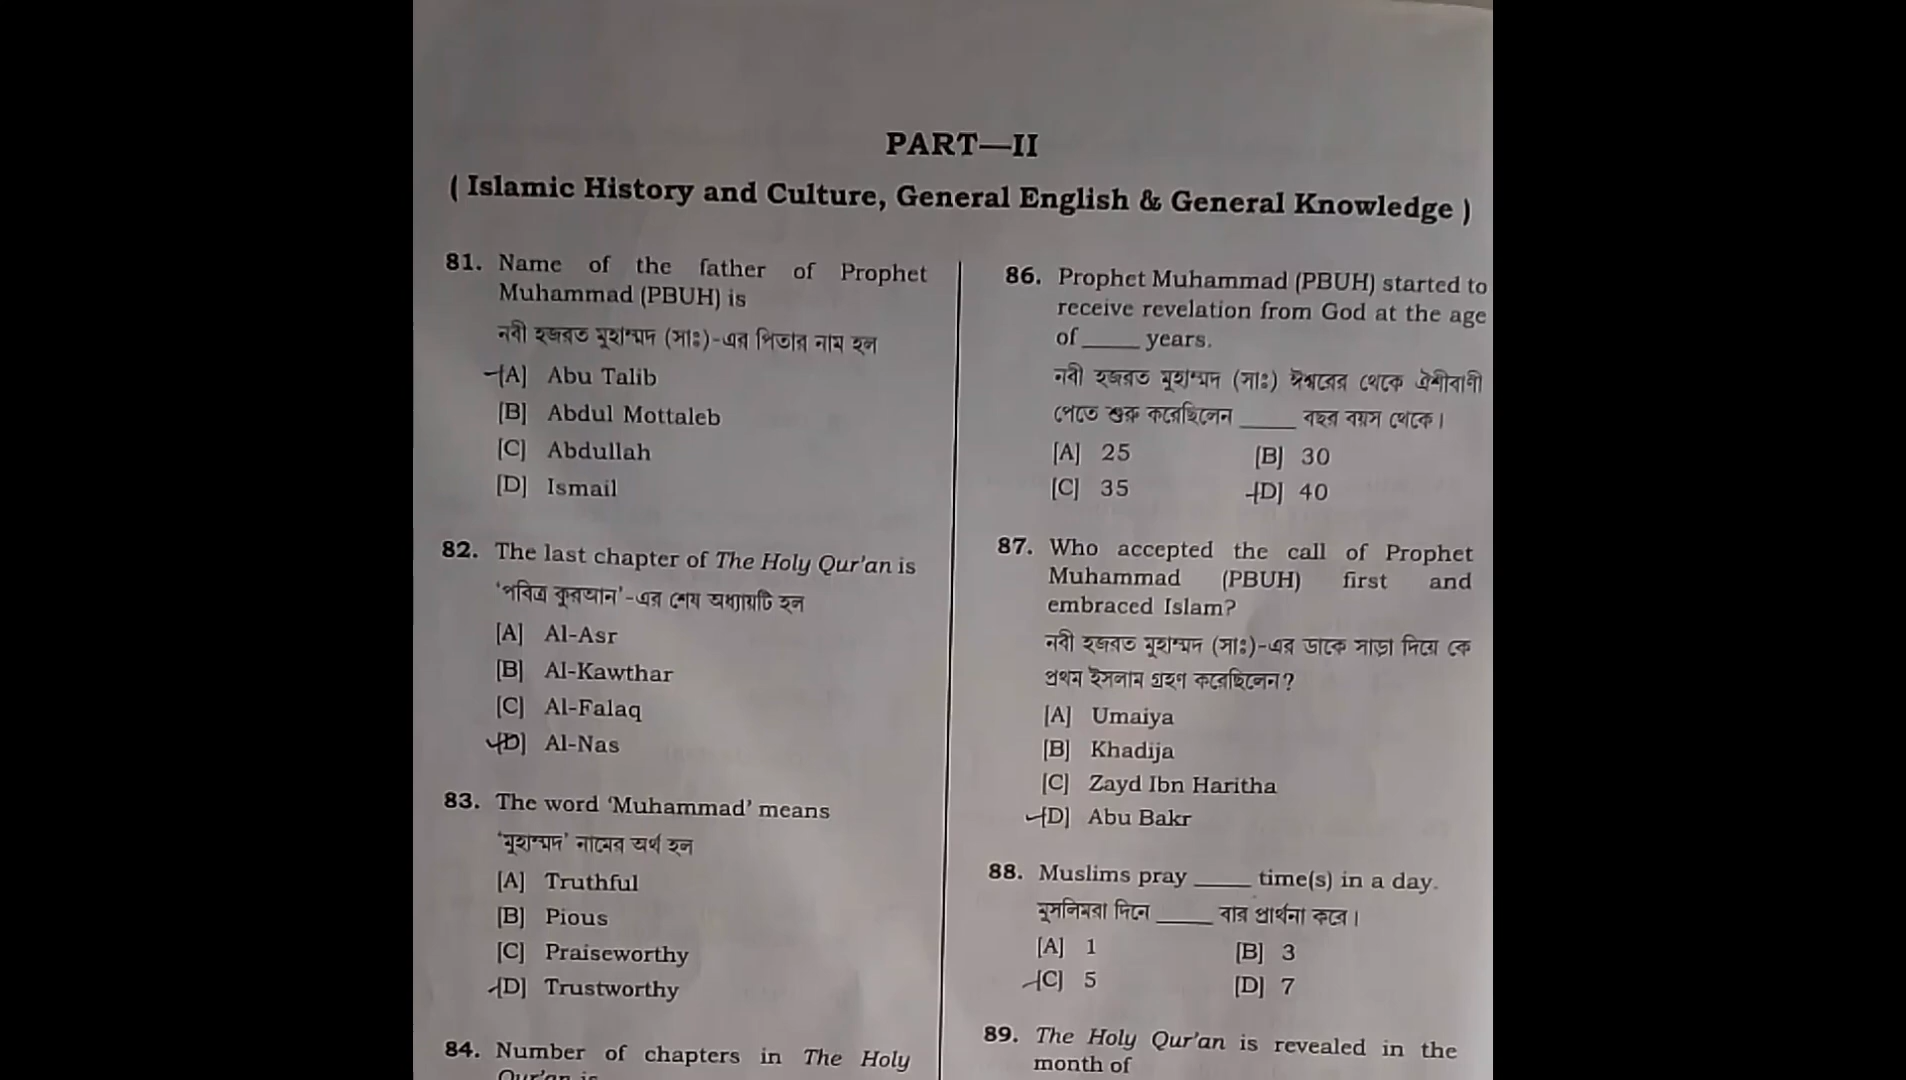 PART—II
( Islamic History and Culture, General English & General Knowledge )
81. Name of the father of Prophet
Muhammad (PBUH) is
নবী হজরত মুহাম্মদ (সাঃ)-এর পিতার নাম হল
[A] Abu Talib
[B] Abdul Mottaleb
[C] Abdullah
[D] Ismail
82. The last chapter of The Holy Qur'an is
'পবিত্র কুরআন'-এর শেষ অধ্যায়টি হল
[A] Al-Asr
[B] Al-Kawthar
[C] Al-Falaq
[D] Al-Nas
83. The word 'Muhammad' means
'মুহাম্মদ' নামের অর্থ হল
[A] Truthful
[B] Pious
[C] Praiseworthy
[D] Trustworthy
84. Number of chapters in The Holy
Qur'an is
86. Prophet Muhammad (PBUH) started to
receive revelation from God at the age
of ____ years.
নবী হজরত মুহাম্মদ (সাঃ) ঈশ্বরের থেকে ঐশীবাণী
পেতে শুরু করেছিলেন ____ বছর বয়স থেকে।
[A] 25 [B] 30
[C] 35 [D] 40
87. Who accepted the call of Prophet
Muhammad (PBUH) first and
embraced Islam?
নবী হজরত মুহাম্মদ (সাঃ)-এর ডাকে সাড়া দিয়ে কে
প্রথম ইসলাম গ্রহণ করেছিলেন?
[A] Umaiya
[B] Khadija
[C] Zayd Ibn Haritha
[D] Abu Bakr
88. Muslims pray ____ time(s) in a day.
মুসলিমরা দিনে ____ বার প্রার্থনা করে।
[A] 1 [B] 3
[C] 5 [D] 7
89. The Holy Qur'an is revealed in the
month of